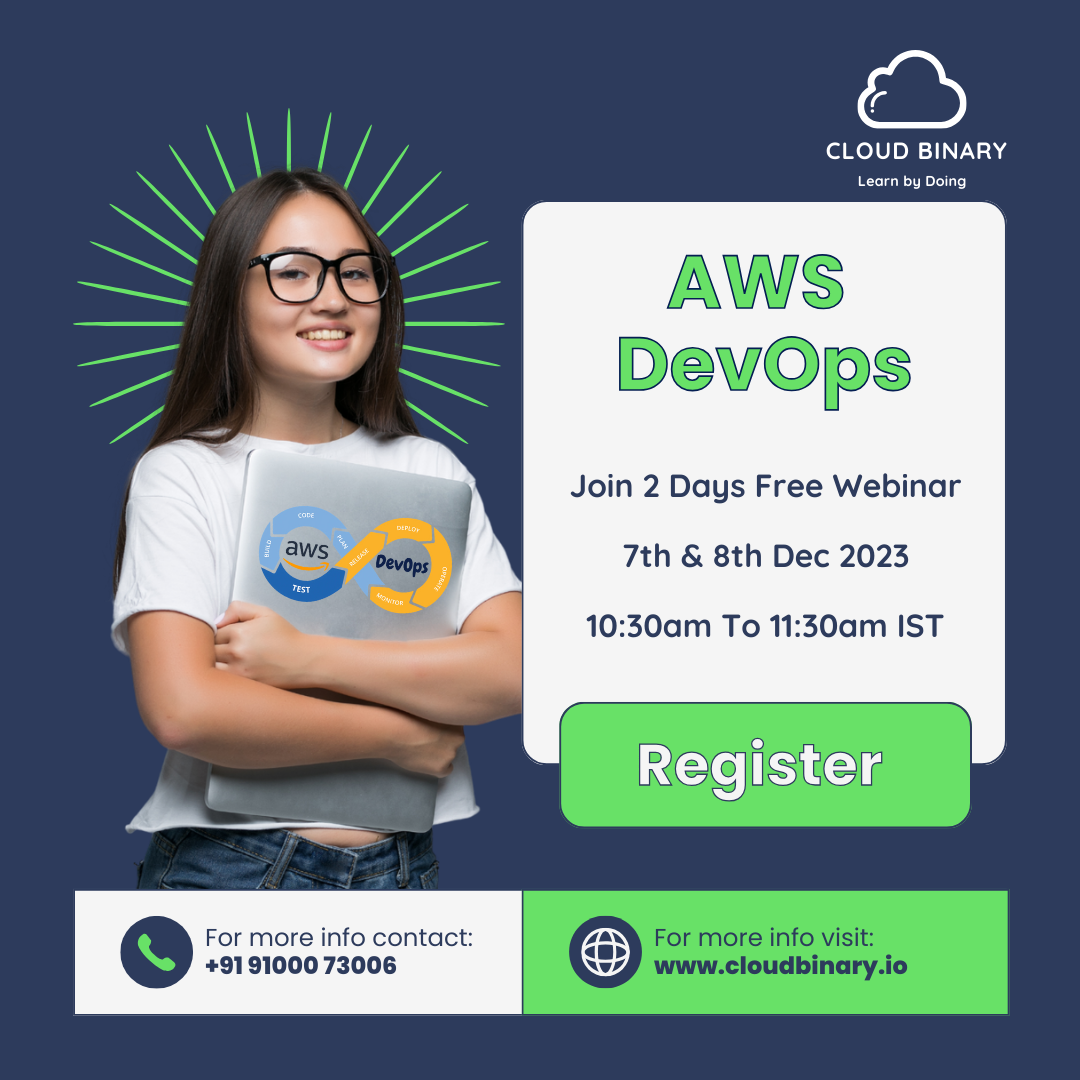 CLOUD BINARY
Learn by Doing
AWS
DevOps
Join 2 Days Free Webinar
7th & 8th Dec 2023
10:30am To 11:30am IST
Register
CODE
BUILD
PLAN
TEST
aws
RELEASE
DEPLOY
OPERATE
MONITOR
DevOps
For more info contact:
+91 91000 73006
For more info visit:
www.cloudbinary.io